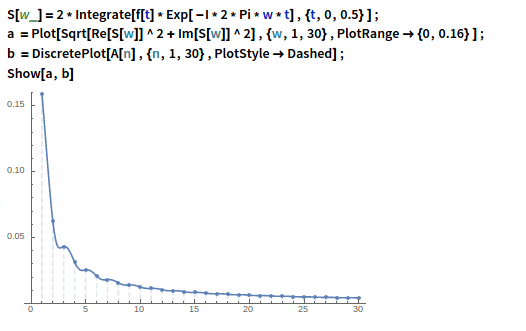 S[w_] = 2 * Integrate[f[t] * Exp[-I * 2 * Pi * w * t], {t, 0, 0.5}];
a = Plot[Sqrt[Re[S[w]] ^ 2 + Im[S[w]] ^ 2], {w, 1, 30}, PlotRange → {0, 0.16}];
b = DiscretePlot[A[n], {n, 1, 30}, PlotStyle → Dashed];
Show[a, b]
0.15
0.10
0.05
0 5 10 15 20 25 30